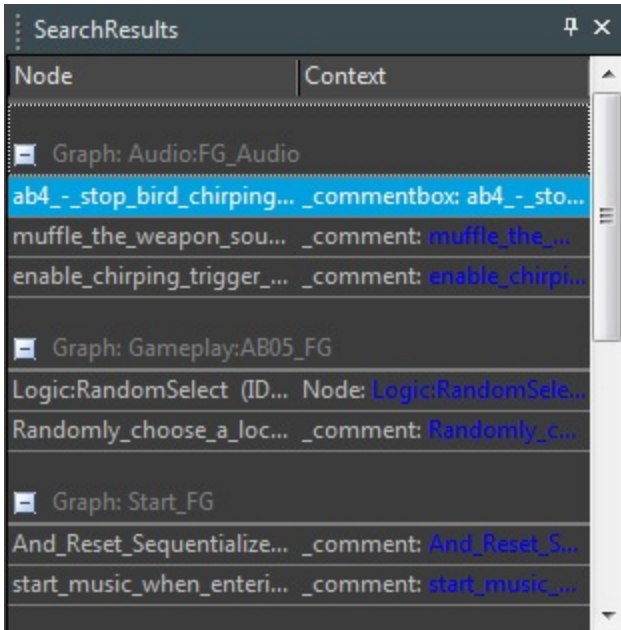 SearchResults
Node Context
Graph: Audio:FG_Audio
ab4_-_stop_bird_chirping... _commentbox: ab4_-_sto...
muffle_the_weapon_sou... _comment: muffle_the_...
enable_chirping_trigger_... _comment: enable_chirpi...
Graph: Gameplay:AB05_FG
Logic:RandomSelect (ID... Node: Logic:RandomSele...
Randomly_choose_a_loc... _comment: Randomly_c...
Graph: Start_FG
And_Reset_Sequentialize... _comment: And_Reset_S...
start_music_when_enteri... _comment: start_music_...